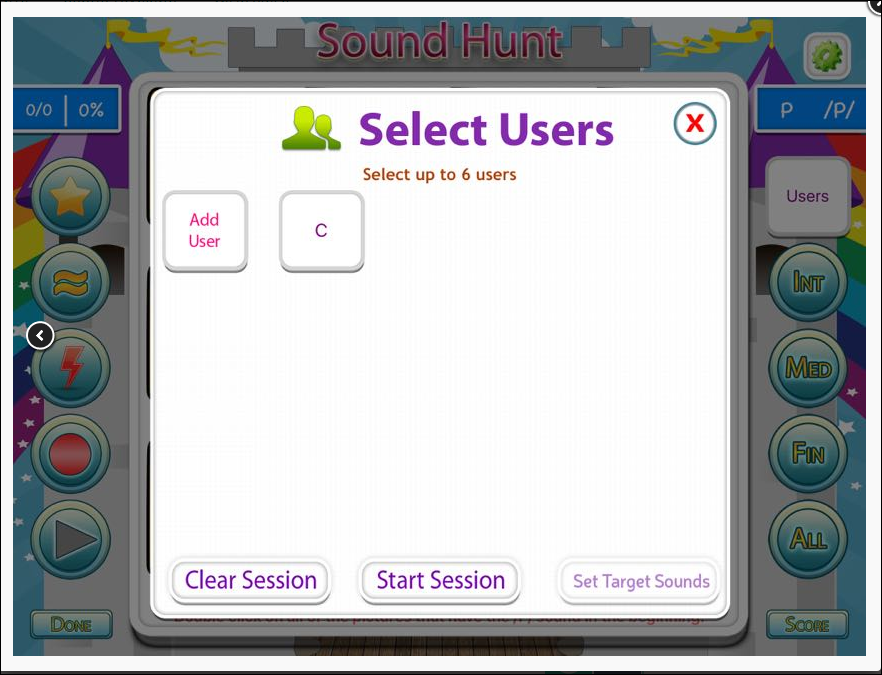 Sound Hunt
0/0 0%
P /P/
Select Users
X
Select up to 6 users
Add
User
C
Users
INT
MED
FIN
ALL
Clear Session
Start Session
Set Target Sounds
DONE
SCORE